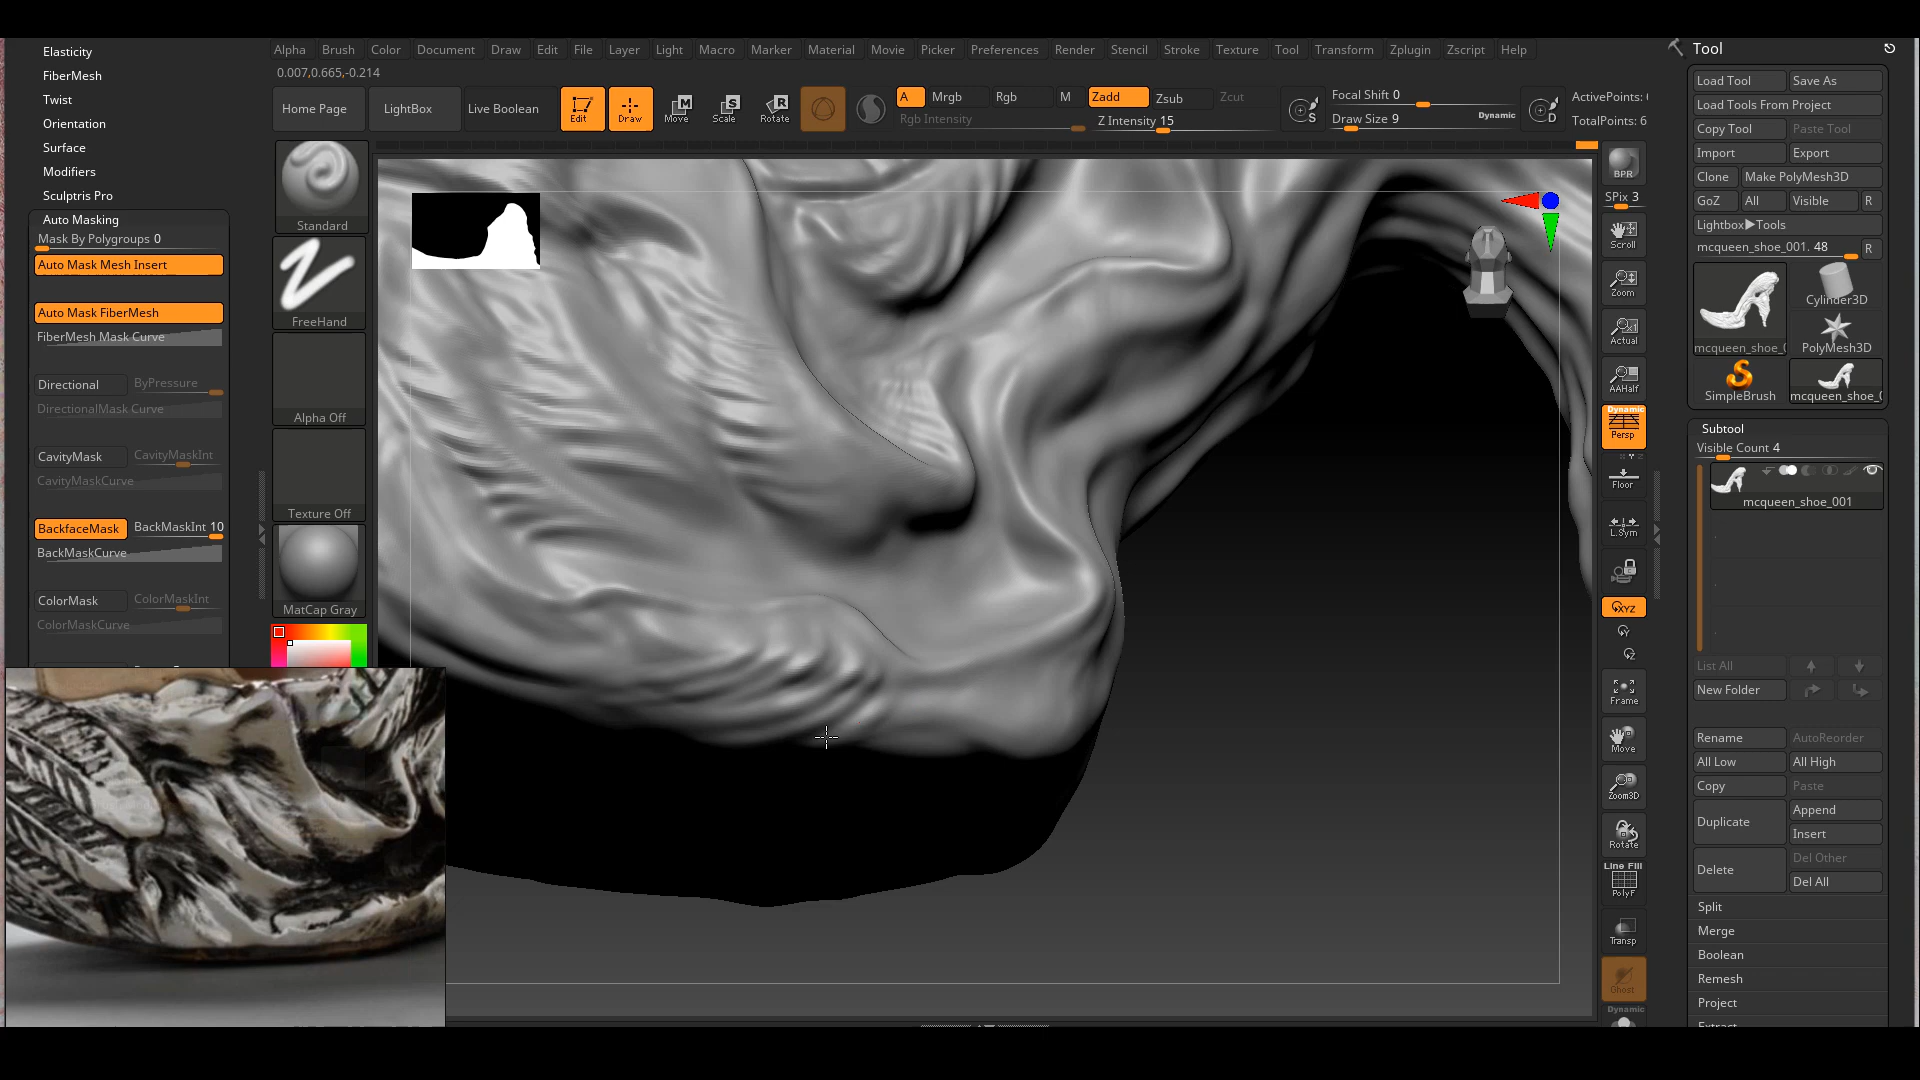 Alpha Brush Color Document Draw Edit File Layer Light Macro Marker Material Movie Picker Preferences Render Stencil Stroke Texture Tool Transform Zplugin Zscript Help
0.007,0.665,-0.214
Home Page LightBox Live Boolean Edit Draw Move Scale Rotate
A Mrgb Rgb M Zadd Zsub Zcut
Rgb Intensity Z Intensity 15
S Focal Shift 0
Draw Size 9 Dynamic
D ActivePoints:
TotalPoints: 6
Elasticity
FiberMesh
Twist
Orientation
Surface
Modifiers
Sculptris Pro
Auto Masking
Mask By Polygroups 0
Auto Mask Mesh Insert
Auto Mask FiberMesh
FiberMesh Mask Curve
Directional ByPressure
DirectionalMask Curve
CavityMask CavityMaskInt
CavityMaskCurve
BackfaceMask BackMaskInt 10
BackMaskCurve
ColorMask ColorMaskInt
ColorMaskCurve
Standard
FreeHand
Alpha Off
Texture Off
MatCap Gray
BPR
SPix 3
Scroll
Zoom
Actual
AAHalf
Dynamic
Persp
Floor
L.Sym
XYZ
Y
Z
Frame
Move
Zoom3D
Rotate
Line Fill
PolyF
Transp
Ghost
Dynamic
Tool
Load Tool Save As
Load Tools From Project
Copy Tool Paste Tool
Import Export
Clone Make PolyMesh3D
GoZ All Visible R
Lightbox▶Tools
mcqueen_shoe_001. 48 R
Cylinder3D
mcqueen_shoe_0 PolyMesh3D
SimpleBrush mcqueen_shoe_0
Subtool
Visible Count 4
mcqueen_shoe_001
List All
New Folder
Rename AutoReorder
All Low All High
Copy Paste
Duplicate Append
Insert
Delete Del Other
Del All
Split
Merge
Boolean
Remesh
Project